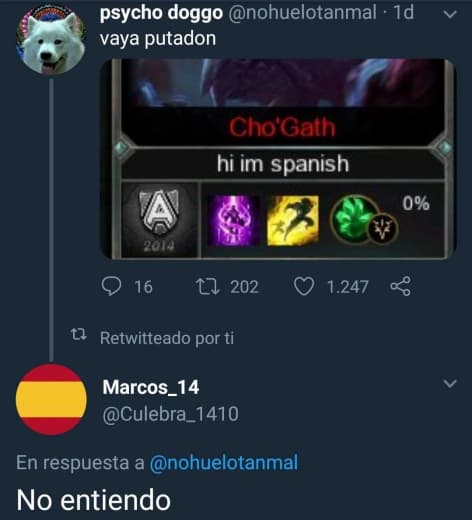 psycho doggo @nohuelotanmal · 1d
vaya putadon
Cho'Gath
hi im spanish
2014
0%
16 202 1.247
Retwitteado por ti
Marcos_14
@Culebra_1410
En respuesta a @nohuelotanmal
No entiendo